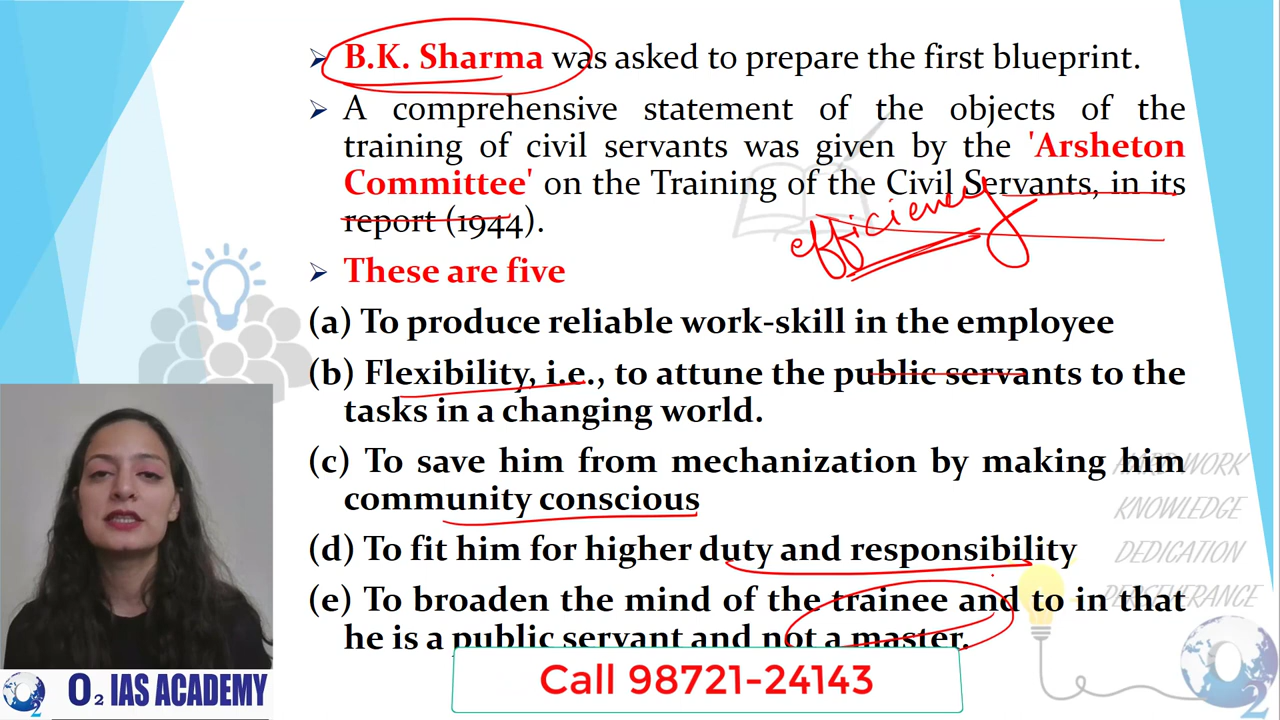 B.K. Sharma was asked to prepare the first blueprint.
A comprehensive statement of the objects of the
training of civil servants was given by the 'Arsheton
Committee' on the Training of the Civil Servants, in its
report (1944).
efficiency
These are five
(a) To produce reliable work-skill in the employee
(b) Flexibility, i.e., to attune the public servants to the
tasks in a changing world.
(c) To save him from mechanization by making him
community conscious
(d) To fit him for higher duty and responsibility
(e) To broaden the mind of the trainee and to in that
he is a public servant and not a master.
HARD WORK
KNOWLEDGE
DEDICATION
PERSEVERANCE
Call 98721-24143
O2 O2 IAS ACADEMY
O2